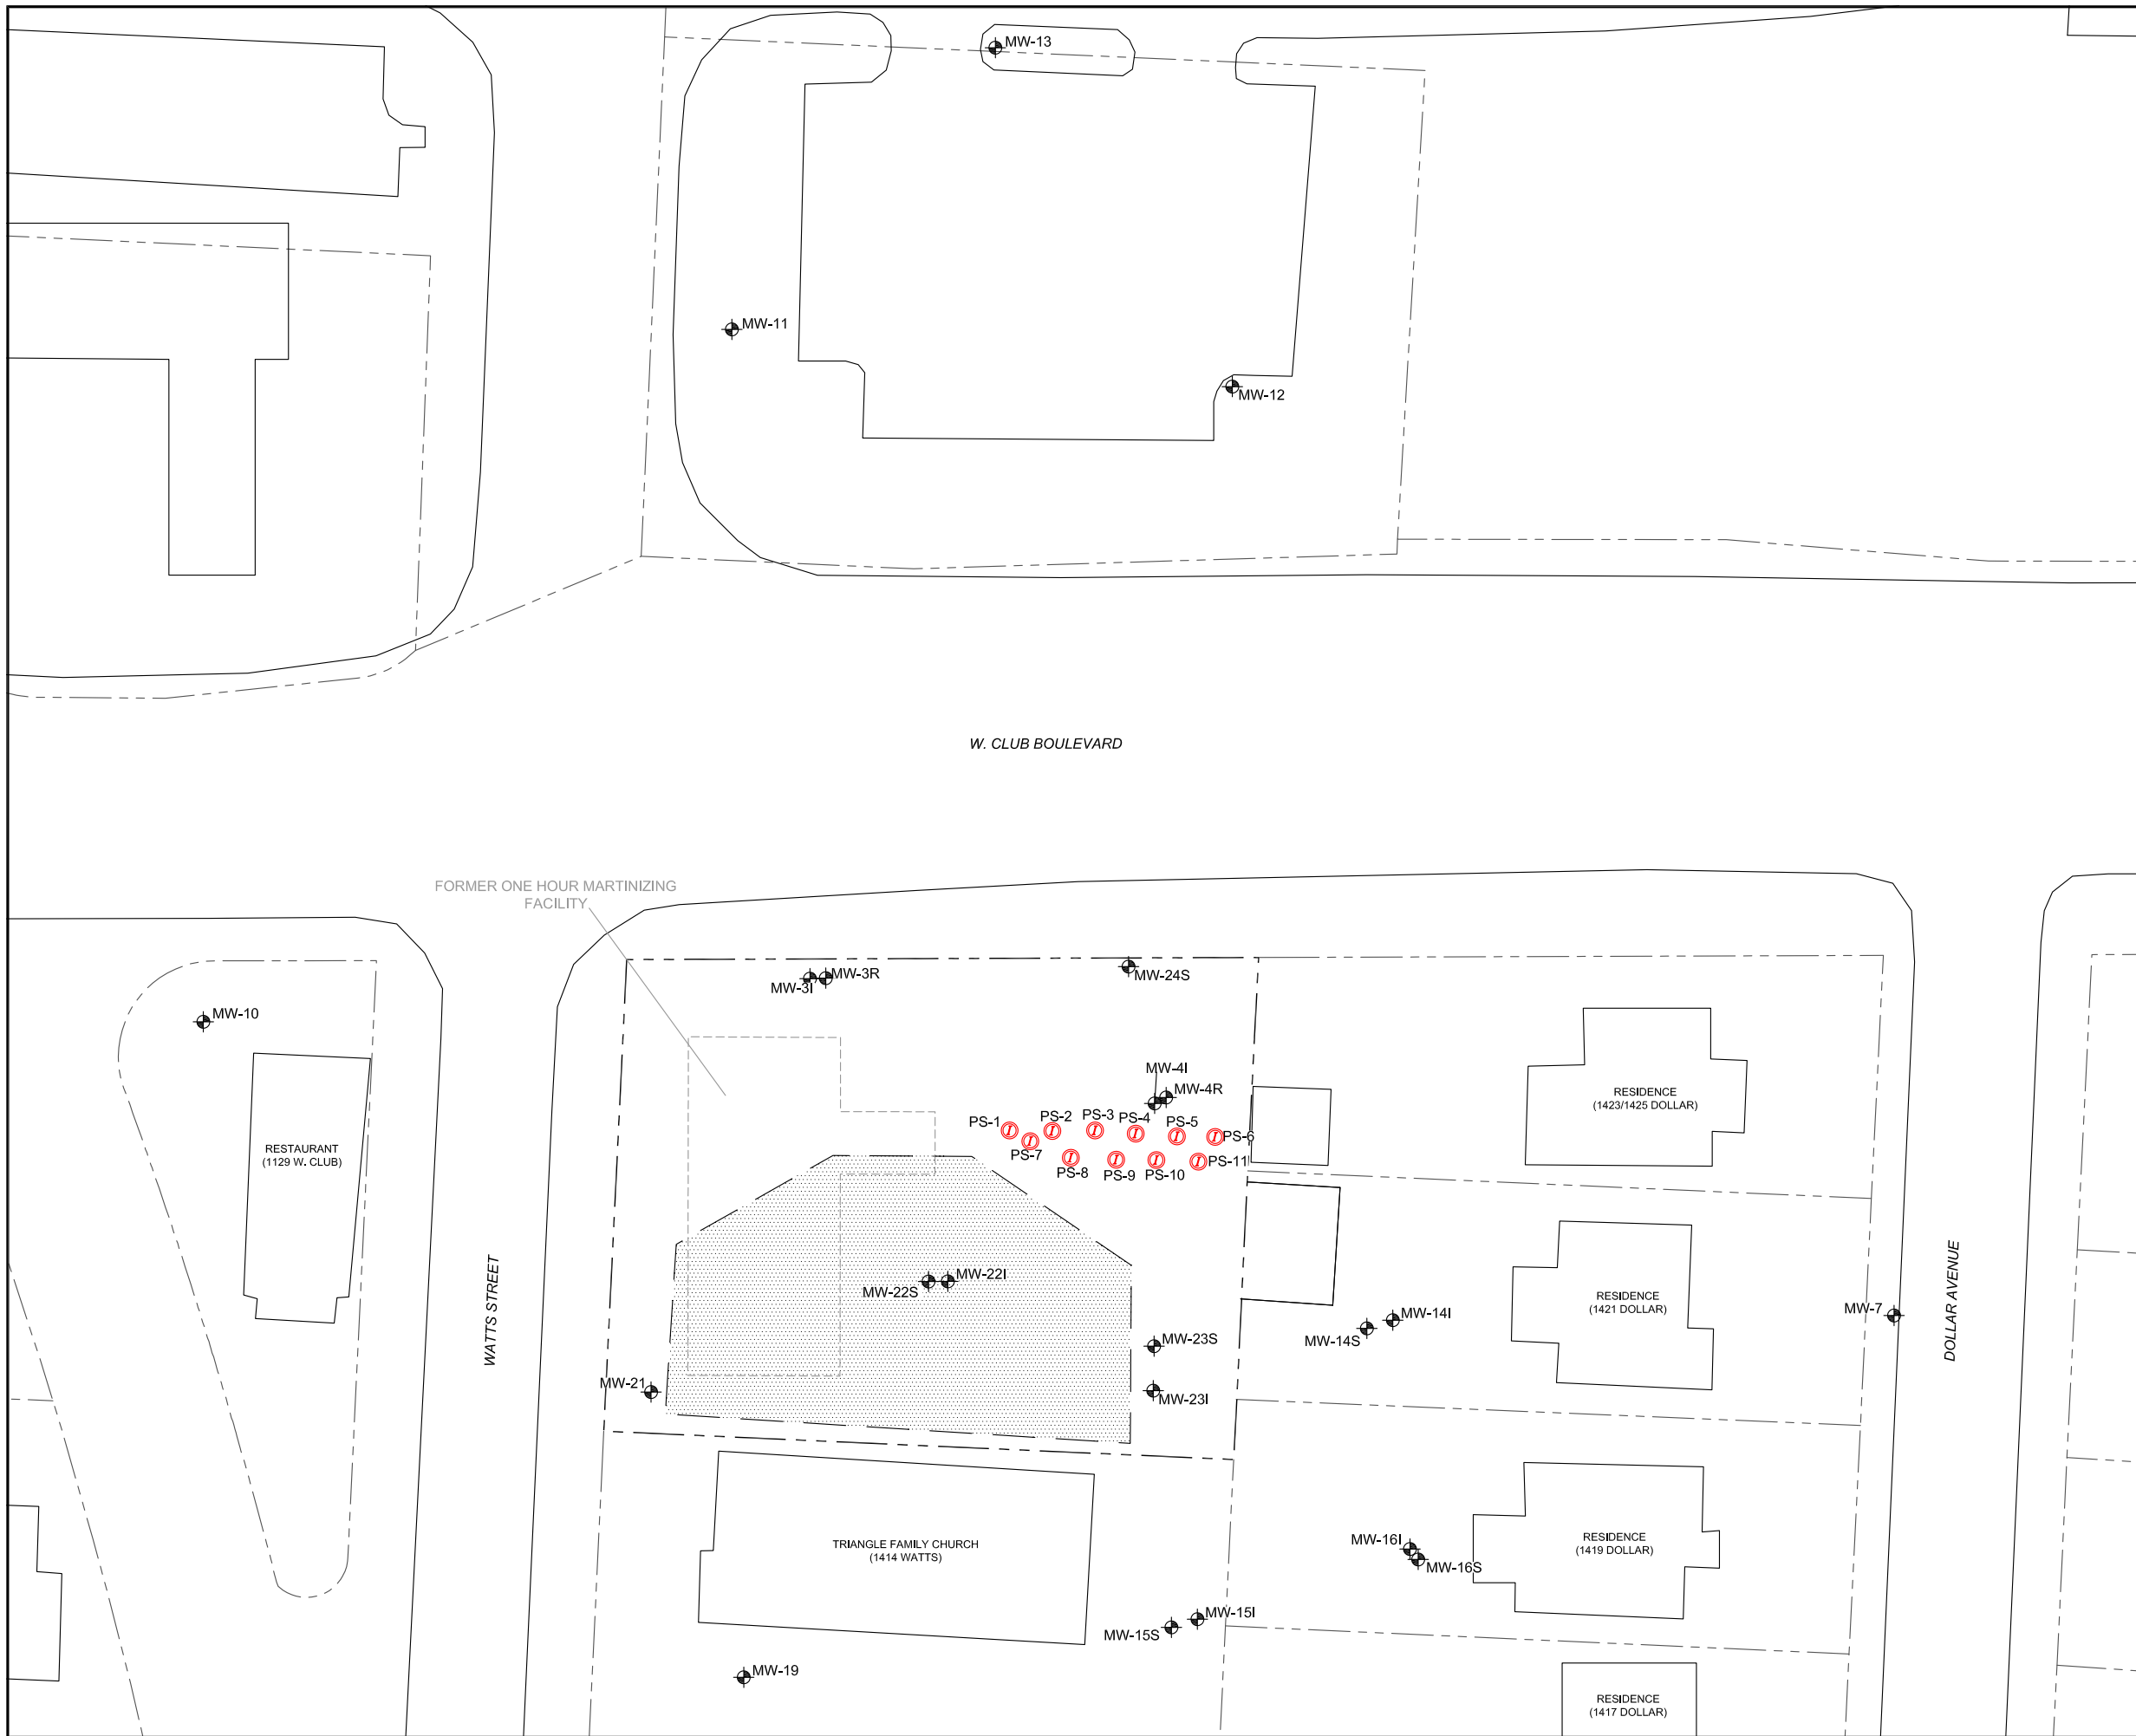 MW-13
MW-11
MW-12
W. CLUB BOULEVARD
FORMER ONE HOUR MARTINIZING
FACILITY
MW-3R
MW-3I
MW-24S
MW-10
MW-4I
MW-4R
RESIDENCE
(1423/1425 DOLLAR)
PS-1
PS-2
PS-3
PS-4
PS-5
PS-6
PS-7
PS-8
PS-9
PS-10
PS-11
I
I
I
I
I
I
I
I
I
I
I
RESTAURANT
(1129 W. CLUB)
MW-22I
MW-22S
WATTS STREET
DOLLAR AVENUE
RESIDENCE
(1421 DOLLAR)
MW-7
MW-14I
MW-14S
MW-23S
MW-21
MW-23I
TRIANGLE FAMILY CHURCH
(1414 WATTS)
MW-16I
MW-16S
RESIDENCE
(1419 DOLLAR)
MW-15I
MW-15S
MW-19
RESIDENCE
(1417 DOLLAR)